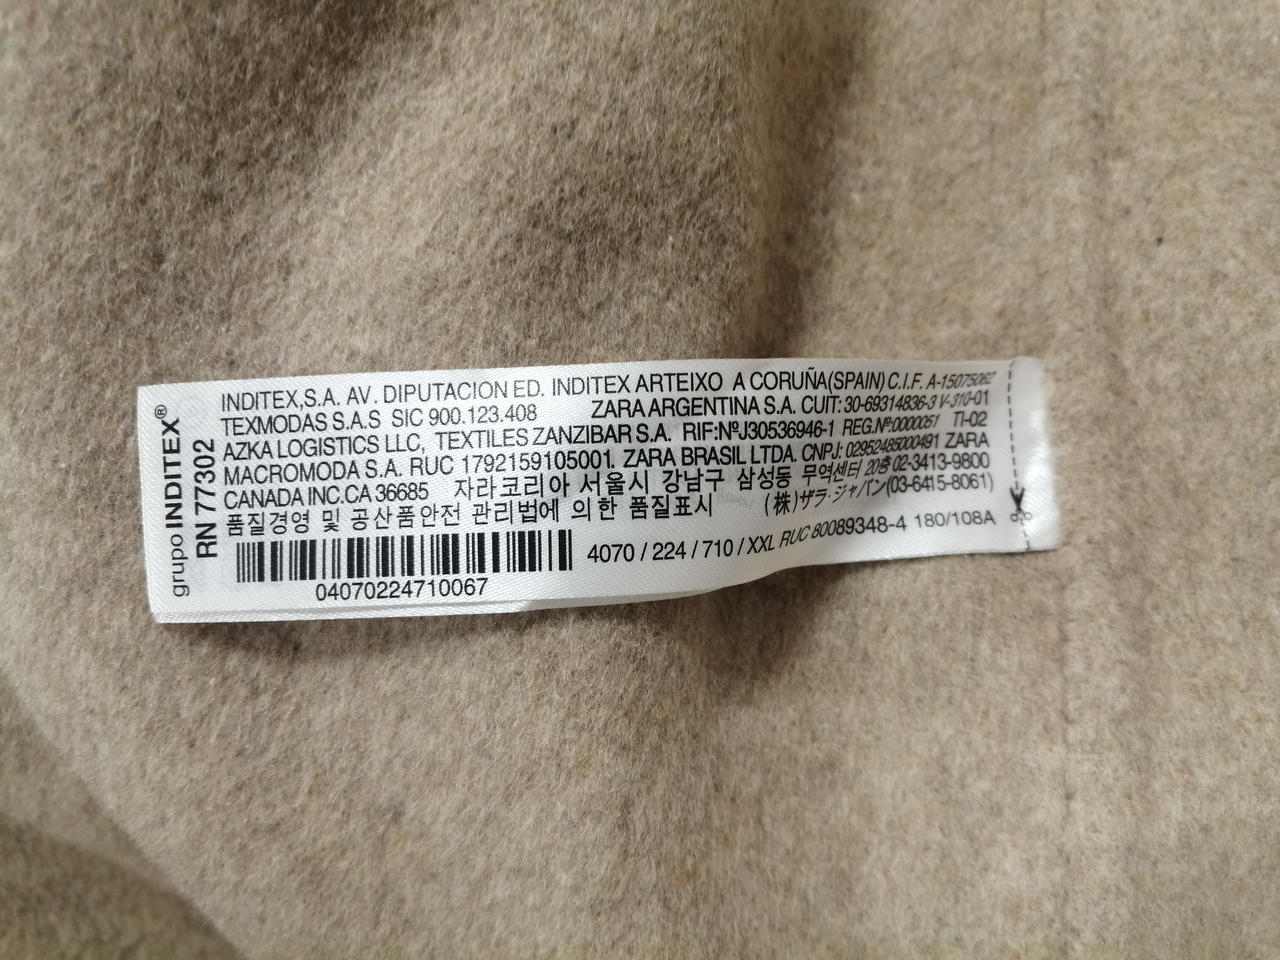 grupo INDITEX®
RN 77302
INDITEX,S.A. AV. DIPUTACION ED. INDITEX ARTEIXO A CORUÑA(SPAIN) C.I.F. A-15075062
TEXMODAS S.A.S SIC 900.123.408 ZARA ARGENTINA S.A. CUIT: 30-69314836-3 V-310-01
AZKA LOGISTICS LLC, TEXTILES ZANZIBAR S.A. RIF:NºJ30536946-1 REG.Nº:0000051 TI-02
MACROMODA S.A. RUC 1792159105001. ZARA BRASIL LTDA. CNPJ: 02952485000491 ZARA
CANADA INC.CA 36685 자라코리아 서울시 강남구 삼성동 무역센터 20층 02-3413-9800
품질경영 및 공산품안전 관리법에 의한 품질표시 (株)ザラ・ジャパン(03-6415-8061)
4070 / 224 / 710 / XXL RUC 80089348-4 180/108A
04070224710067